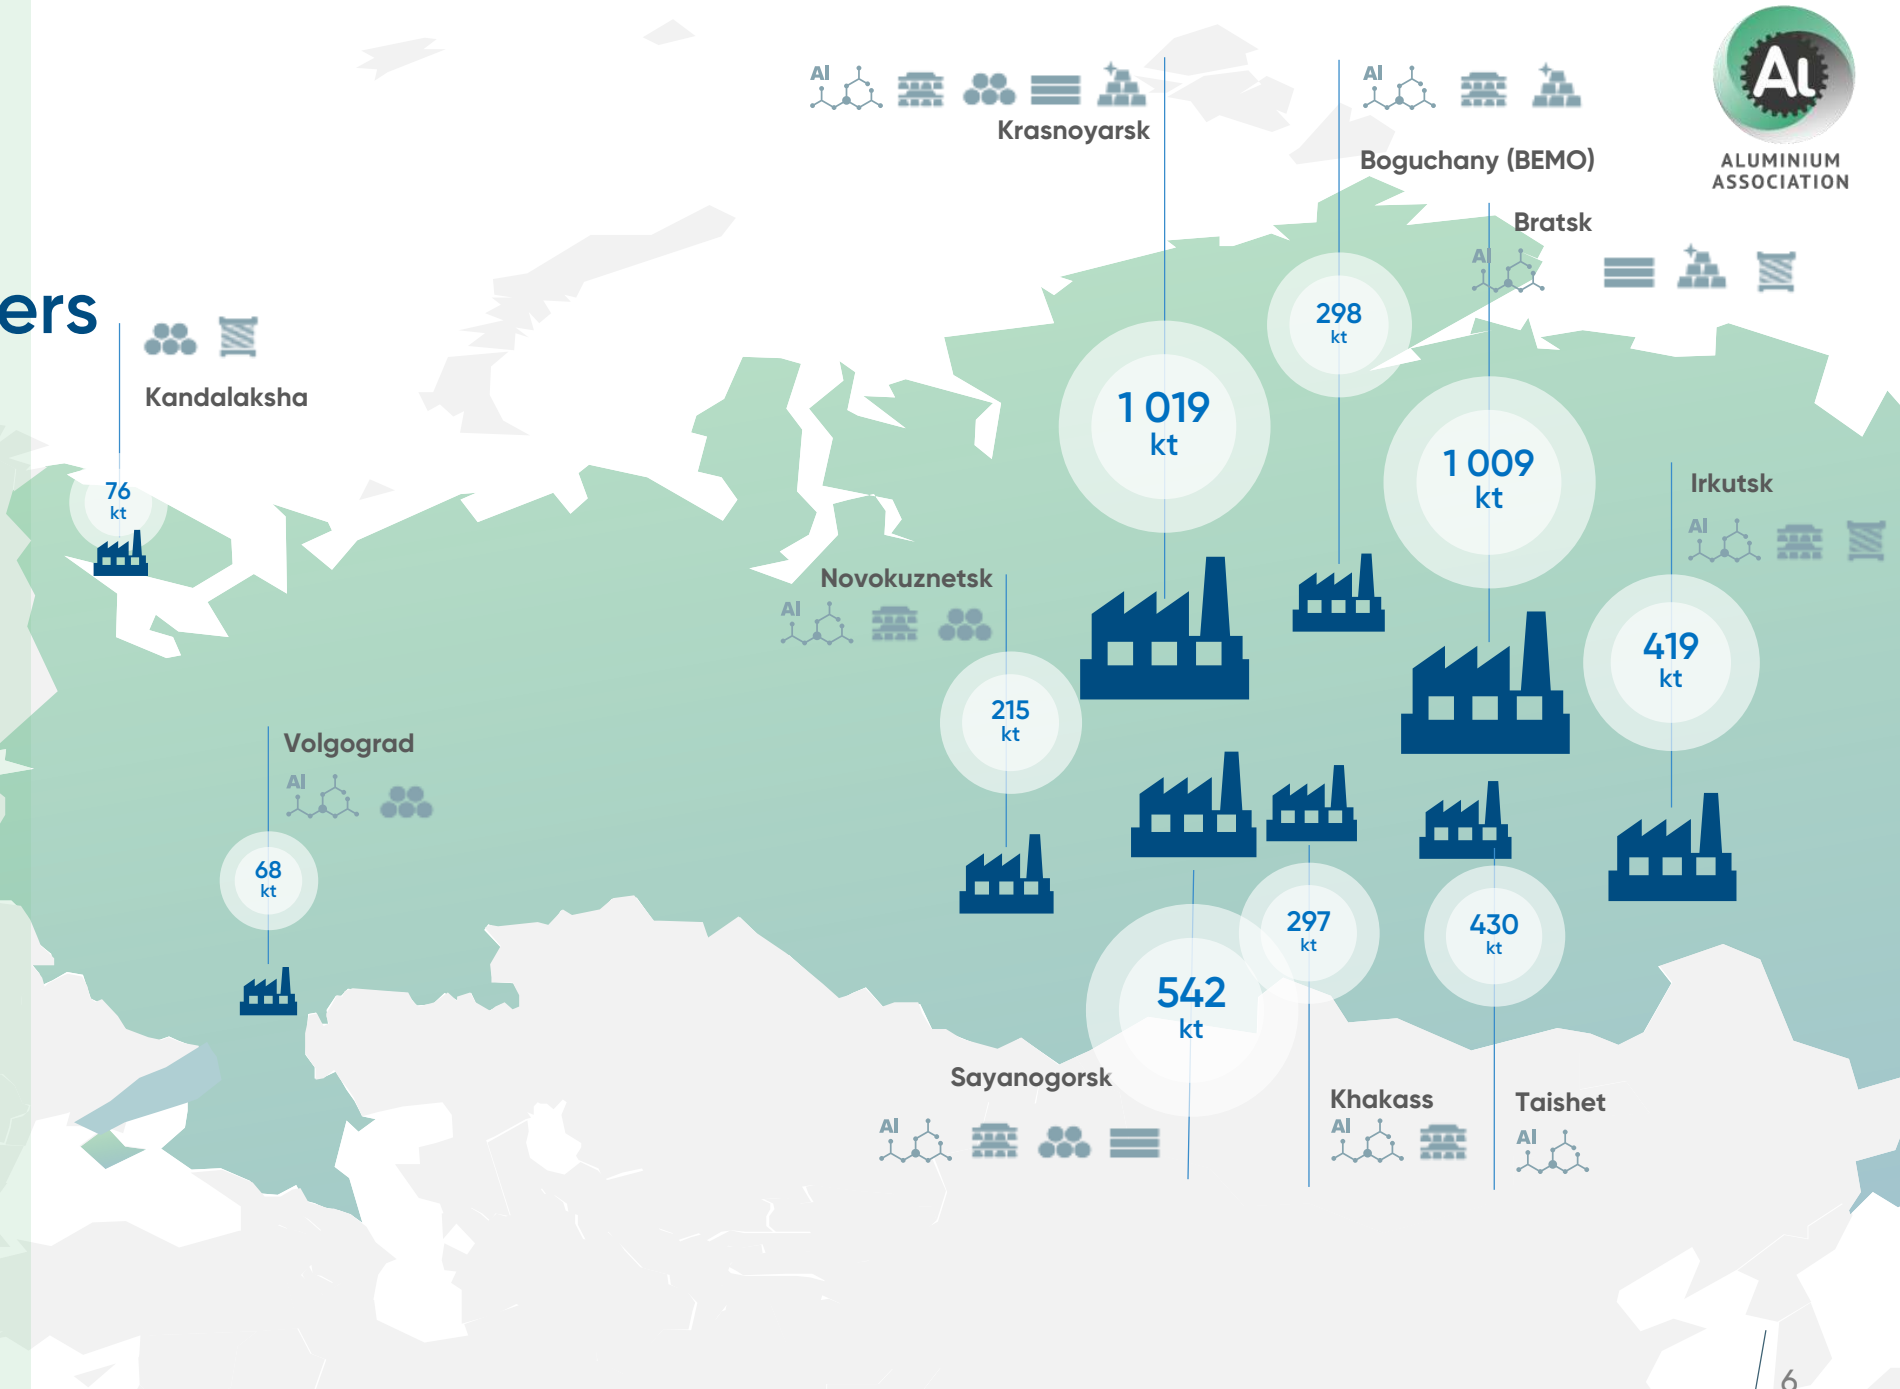 Al
Krasnoyarsk
Al
Boguchany (BEMO)
AL
ALUMINIUM
ASSOCIATION
Bratsk
Al
ers
Kandalaksha
76
kt
298
kt
1 019
kt
1 009
kt
Irkutsk
Al
419
kt
Novokuznetsk
Al
215
kt
Volgograd
Al
68
kt
542
kt
297
kt
430
kt
Sayanogorsk
Al
Khakass
Al
Taishet
Al
6